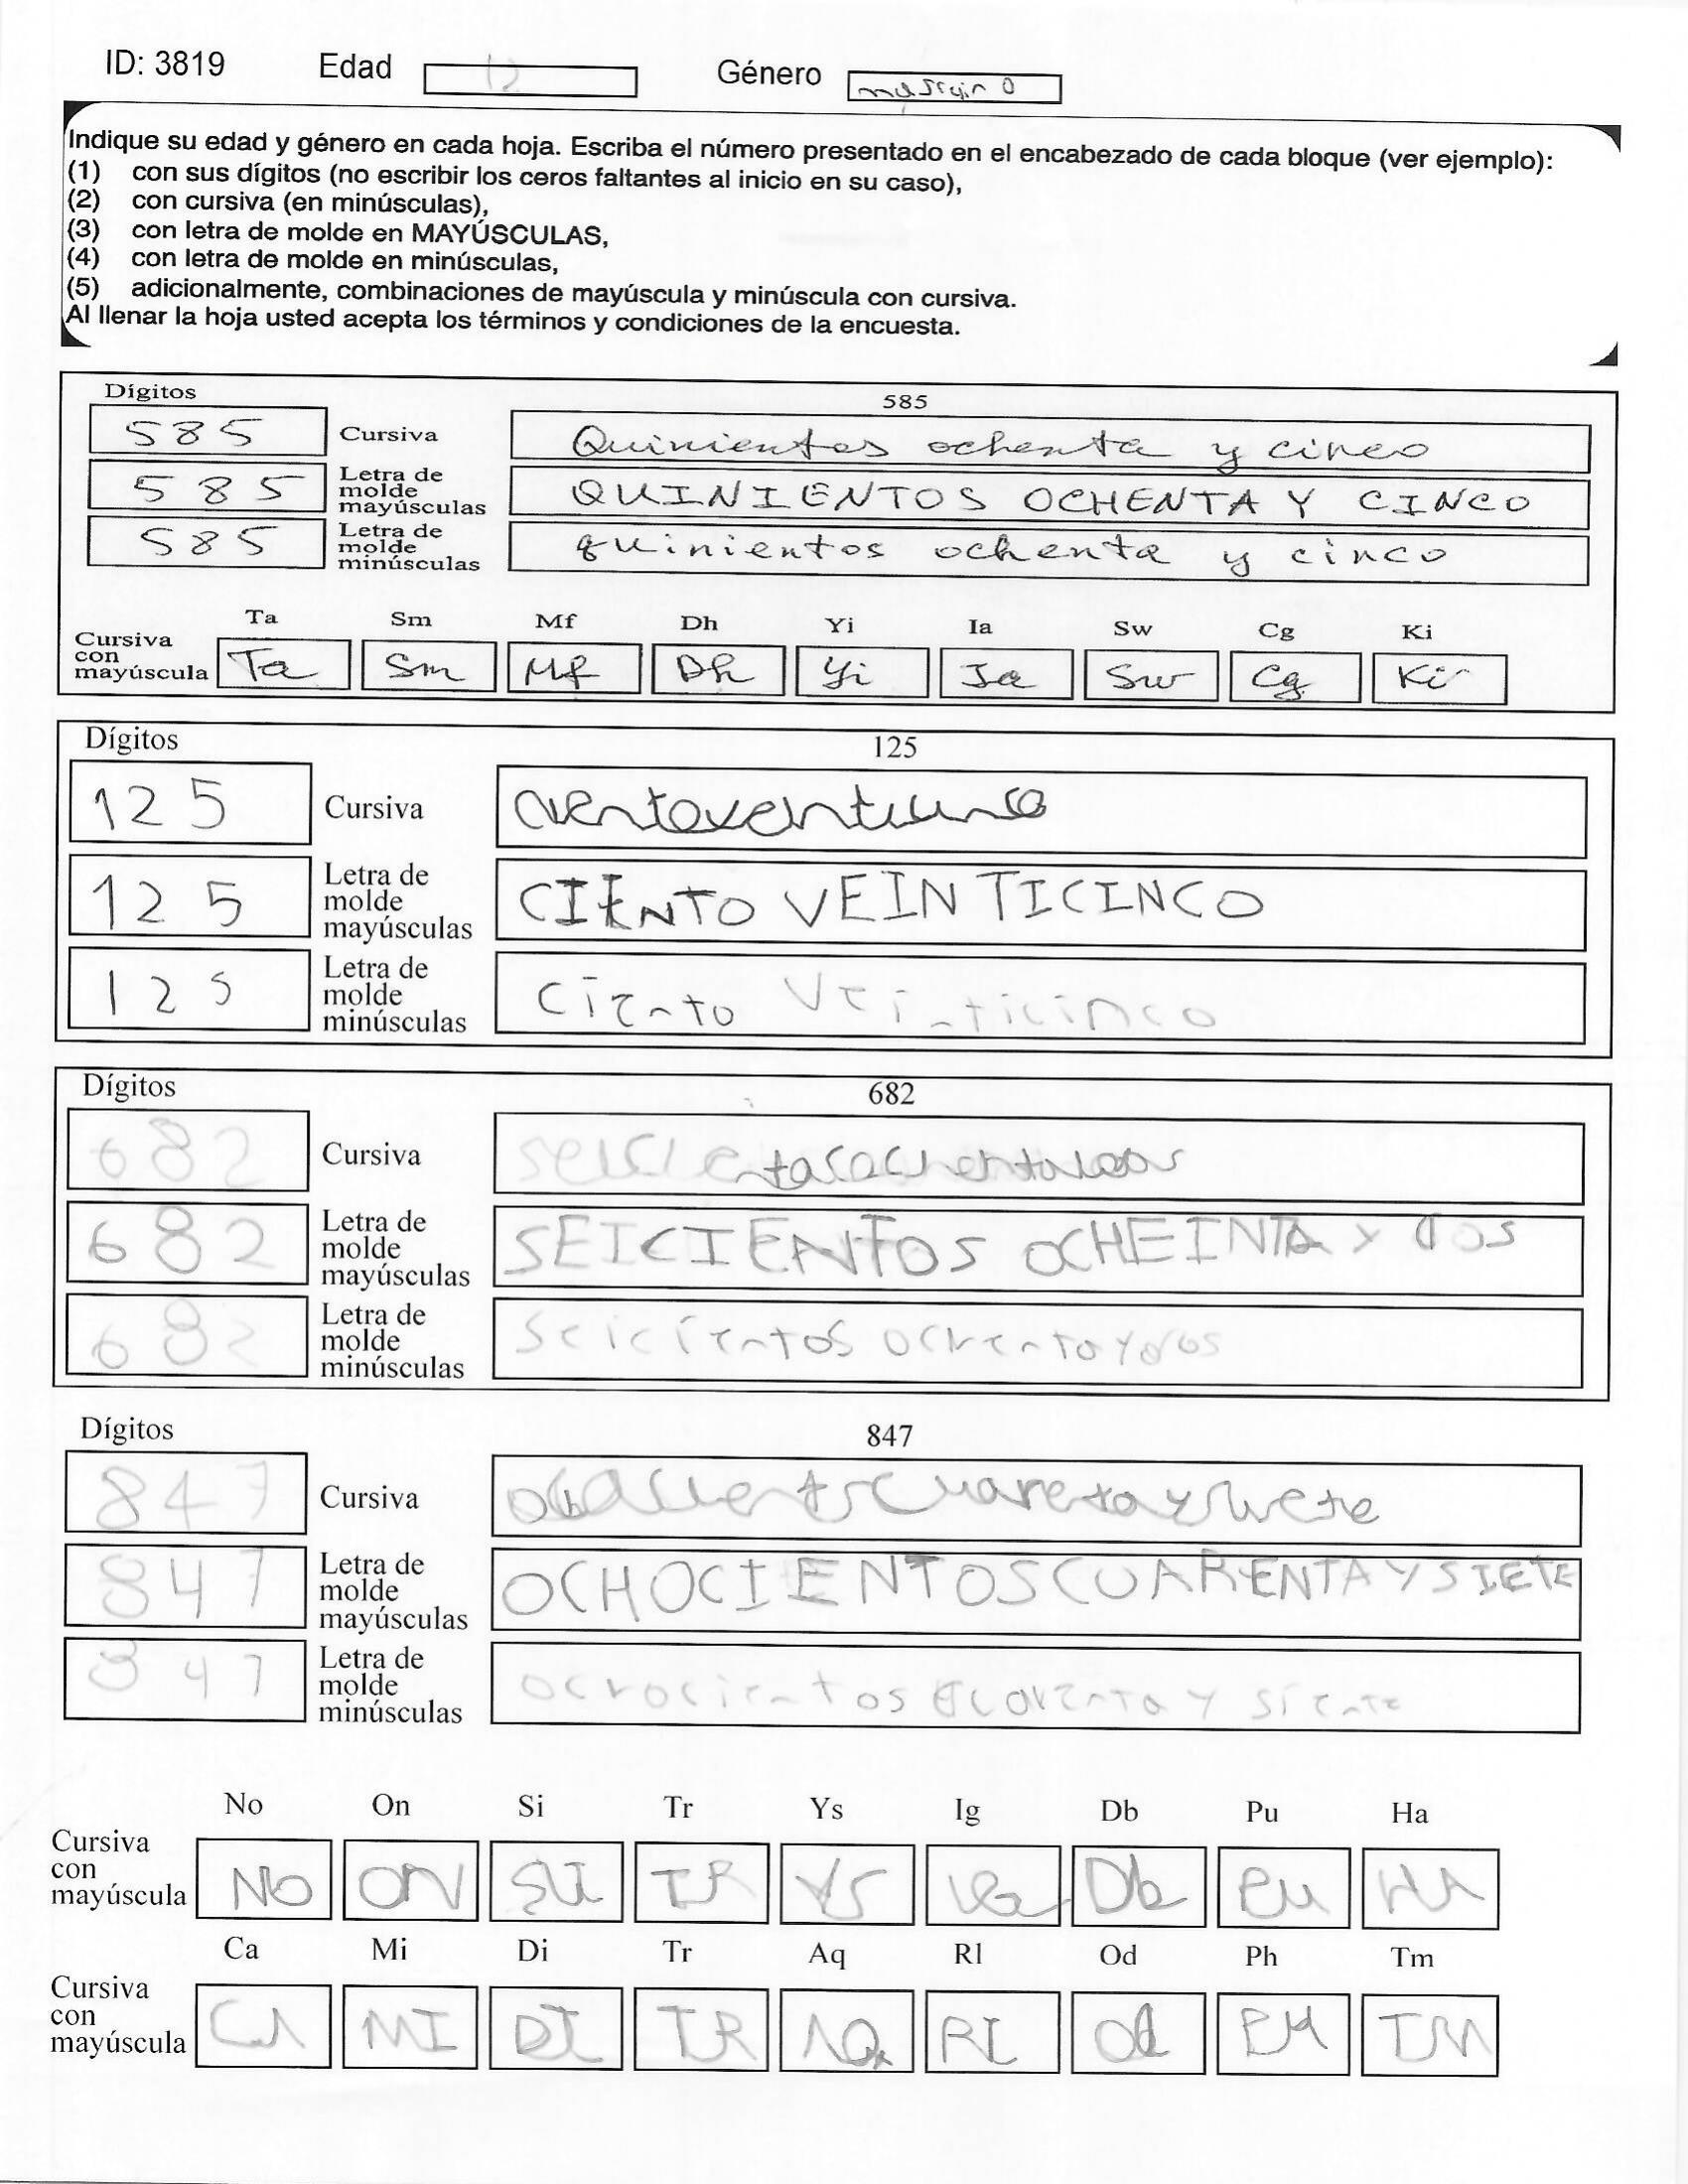 ID: 3819 Edad 12 Género
Indique su edad y género en cada hoja. Escriba el número presentado en el encabezado de cada bloque (ver ejemplo):
(1) con sus dígitos (no escribir los ceros faltantes al inicio en su caso),
(2) con cursiva (en minúsculas),
(3) con letra de molde en MAYÚSCULAS,
(4) con letra de molde en minúsculas,
(5) adicionalmente, combinaciones de mayúscula y minúscula con cursiva.
Al llenar la hoja usted acepta los términos y condiciones de la encuesta.
Dígitos 585
585 Cursiva Quinientos ochenta y cinco
585 Letra de molde mayúsculas QUINIENTOS OCHENTA Y CINCO
585 Letra de molde minúsculas quinientos ochenta y cinco
Ta Sm Mf Dh Yi Ia Sw Cg Ki
Cursiva con mayúscula Ta Sm Mf Dh Yi Ia Sw Cg Ki
Dígitos 125
125 Cursiva
125 Letra de molde mayúsculas CIENTO VEINTICINCO
125 Letra de molde minúsculas ciento veinticinco
Dígitos 682
682 Cursiva
682 Letra de molde mayúsculas SEICIENTOS OCHEINTA Y dOS
682 Letra de molde minúsculas seicientos
Dígitos 847
847 Cursiva
847 Letra de molde mayúsculas OCHOCIENTOS CUARENTA Y SIETE
847 Letra de molde minúsculas y siente
No On Si Tr Ys Ig Db Pu Ha
Cursiva con mayúscula No ON SI TR YS Db PU HA
Ca Mi Di Tr Aq Rl Od Ph Tm
Cursiva con mayúscula CA MI DI TR AQ RI Od PH TM